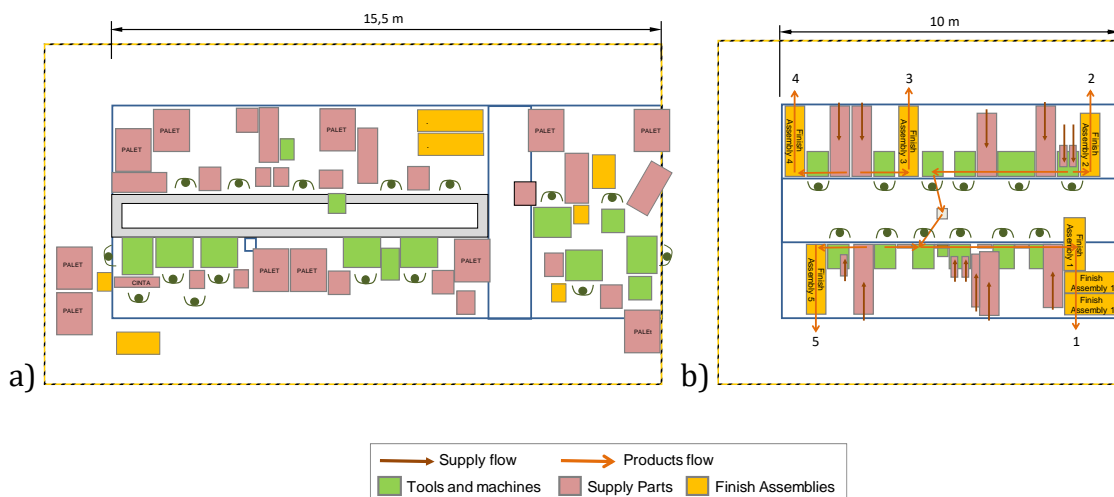 15,5 m
10 m
4
3
2
PALET
PALET
PALET
PALET
PALET
Finish Assembly 4
Finish Assembly 3
Finish Assembly 2
PALET
PALET
PALET
CINTA
PALET
PALET
PALET
Finish Assembly 5
Finish Assembly 1
Finish Assembly 1
Finish Assembly 1
5
1
a)
b)
Supply flow
Products flow
Tools and machines
Supply Parts
Finish Assemblies